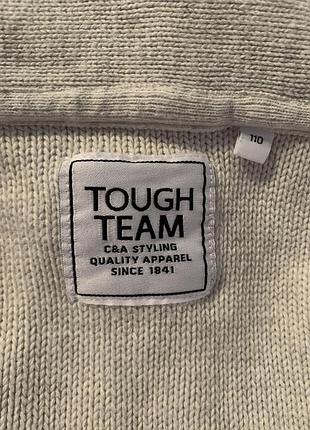 110
TOUGH
TEAM
C&A STYLING
QUALITY APPAREL
SINCE 1841